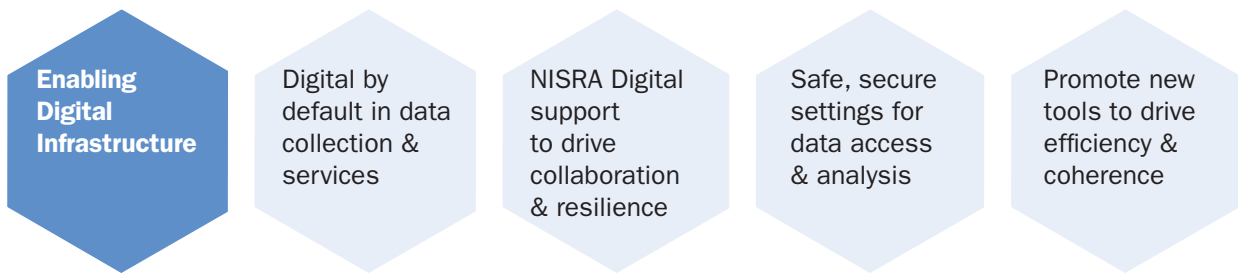 Enabling
Digital
Infrastructure
Digital by
default in data
collection &
services
NISRA Digital
support
to drive
collaboration
& resilience
Safe, secure
settings for
data access
& analysis
Promote new
tools to drive
efficiency &
coherence